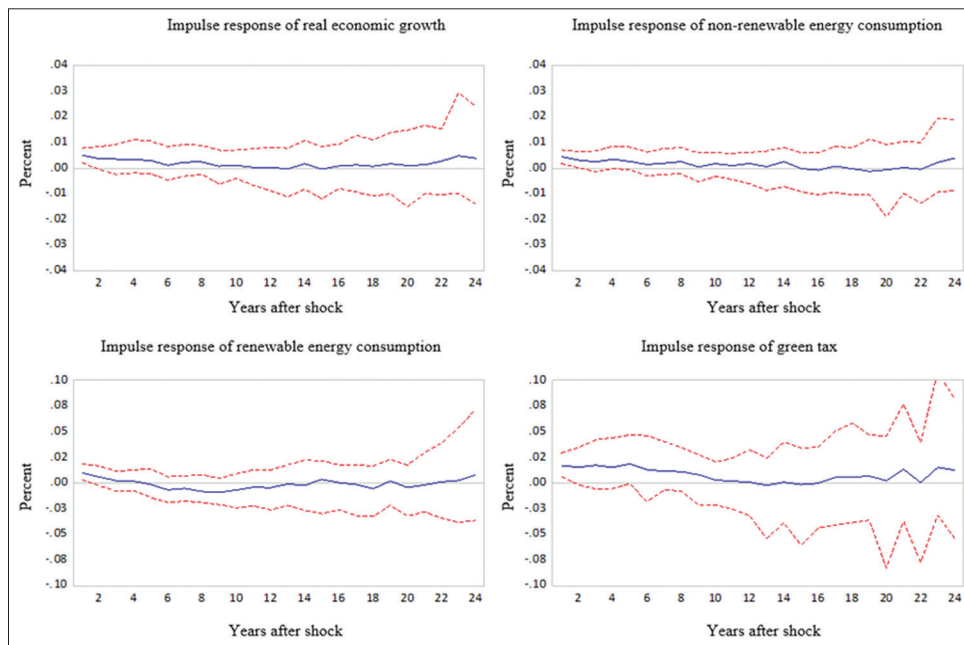 Impulse response of real economic growth
Percent
.04
.03
.02
.01
.00
-.01
-.02
-.03
-.04
2 4 6 8 10 12 14 16 18 20 22 24
Years after shock
Impulse response of non-renewable energy consumption
Percent
.04
.03
.02
.01
.00
-.01
-.02
-.03
-.04
2 4 6 8 10 12 14 16 18 20 22 24
Years after shock
Impulse response of renewable energy consumption
Percent
.10
.08
.05
.02
.00
-.02
-.05
-.08
-.10
2 4 6 8 10 12 14 16 18 20 22 24
Years after shock
Impulse response of green tax
Percent
.10
.08
.05
.02
.00
-.02
-.05
-.08
-.10
2 4 6 8 10 12 14 16 18 20 22 24
Years after shock